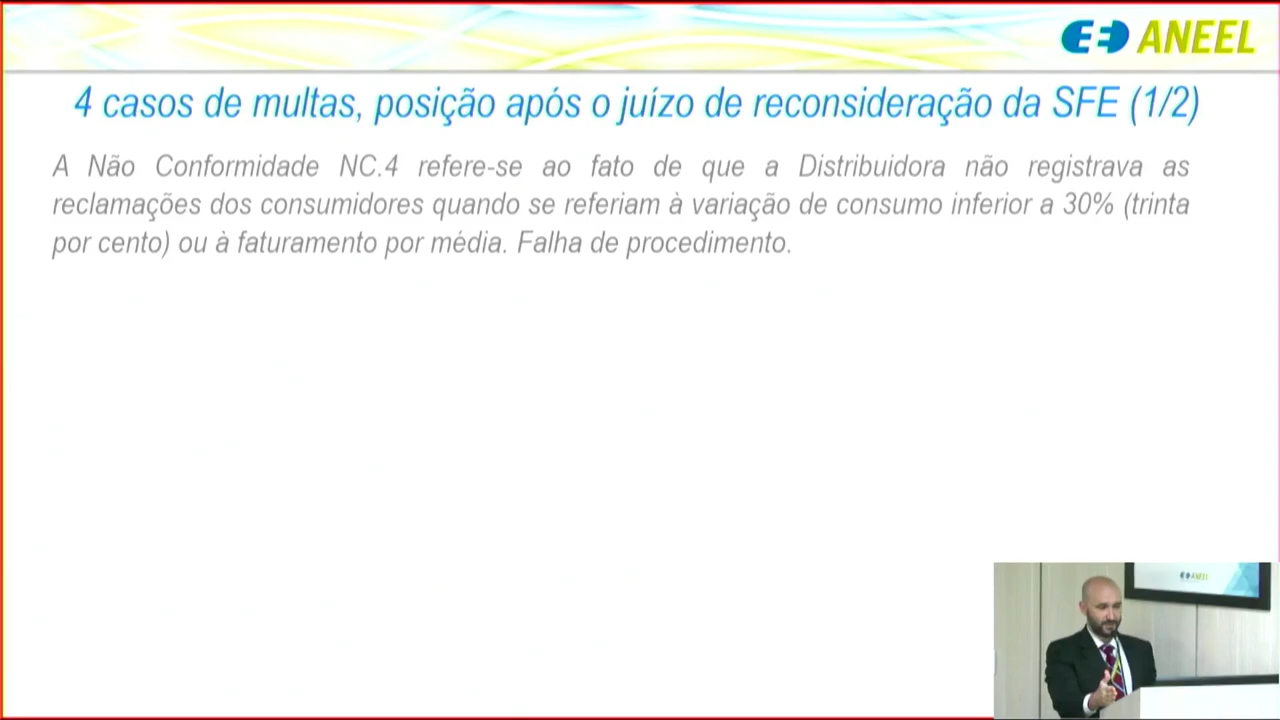 ANEEL
4 casos de multas, posição após o juízo de reconsideração da SFE (1/2)
A Não Conformidade NC.4 refere-se ao fato de que a Distribuidora não registrava as
reclamações dos consumidores quando se referiam à variação de consumo inferior a 30% (trinta
por cento) ou à faturamento por média. Falha de procedimento.
ANEEL